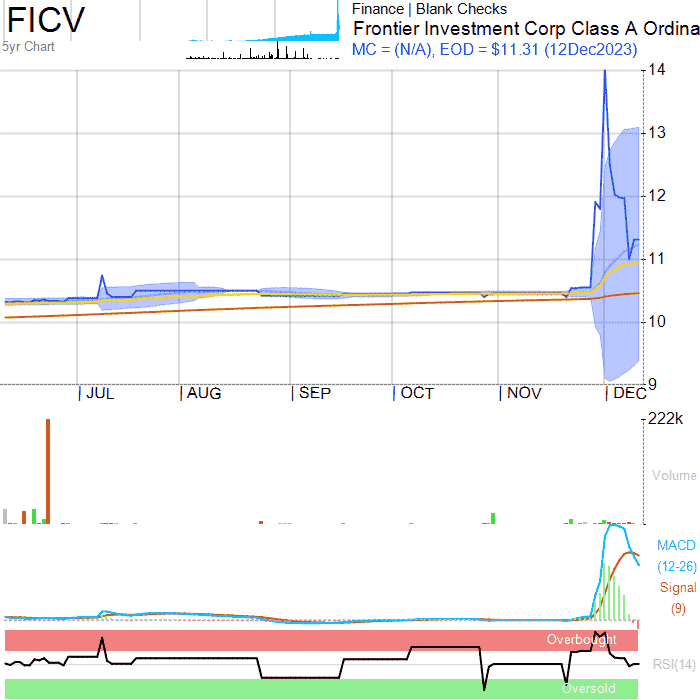 FICV
5yr Chart
Finance | Blank Checks
Frontier Investment Corp Class A Ordina
MC = (N/A), EOD = $11.31 (12Dec2023)
14
13
12
11
10
9
JUL AUG SEP OCT NOV DEC
222k
Volume
MACD
(12-26)
Signal
(9)
Overbought
RSI(14)
Oversold